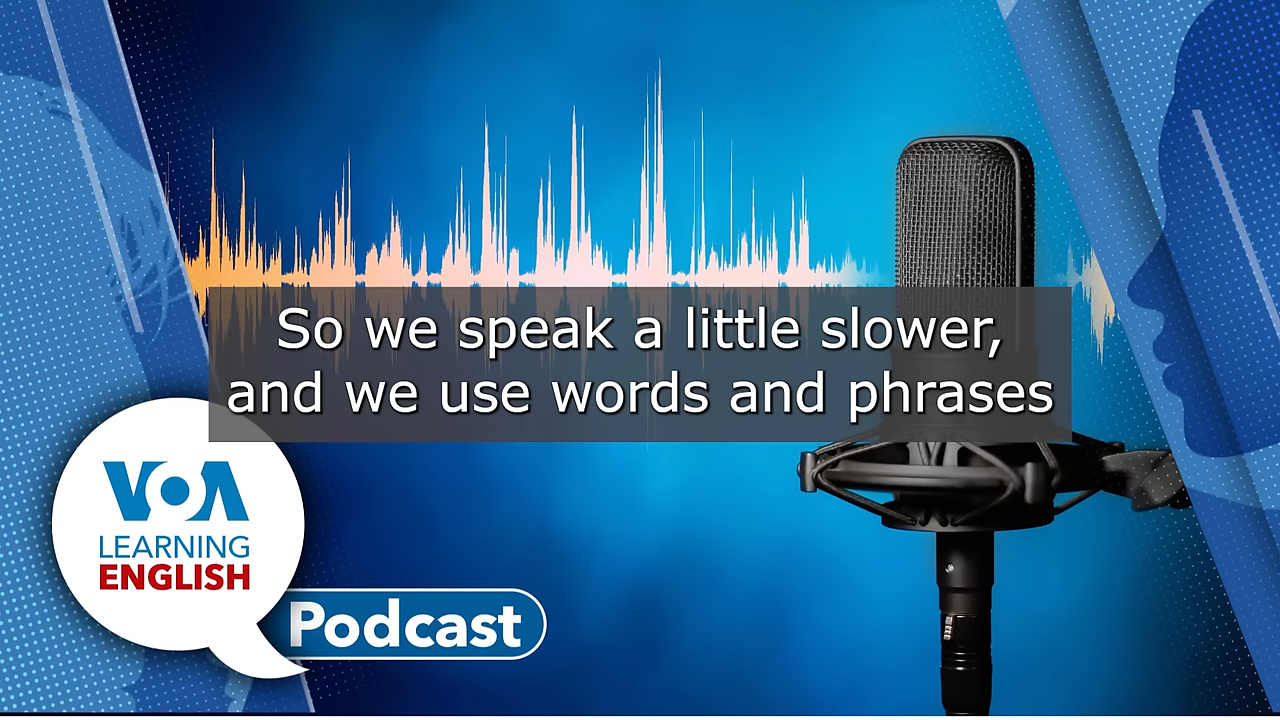 So we speak a little slower,
and we use words and phrases
VOA
LEARNING
ENGLISH
Podcast